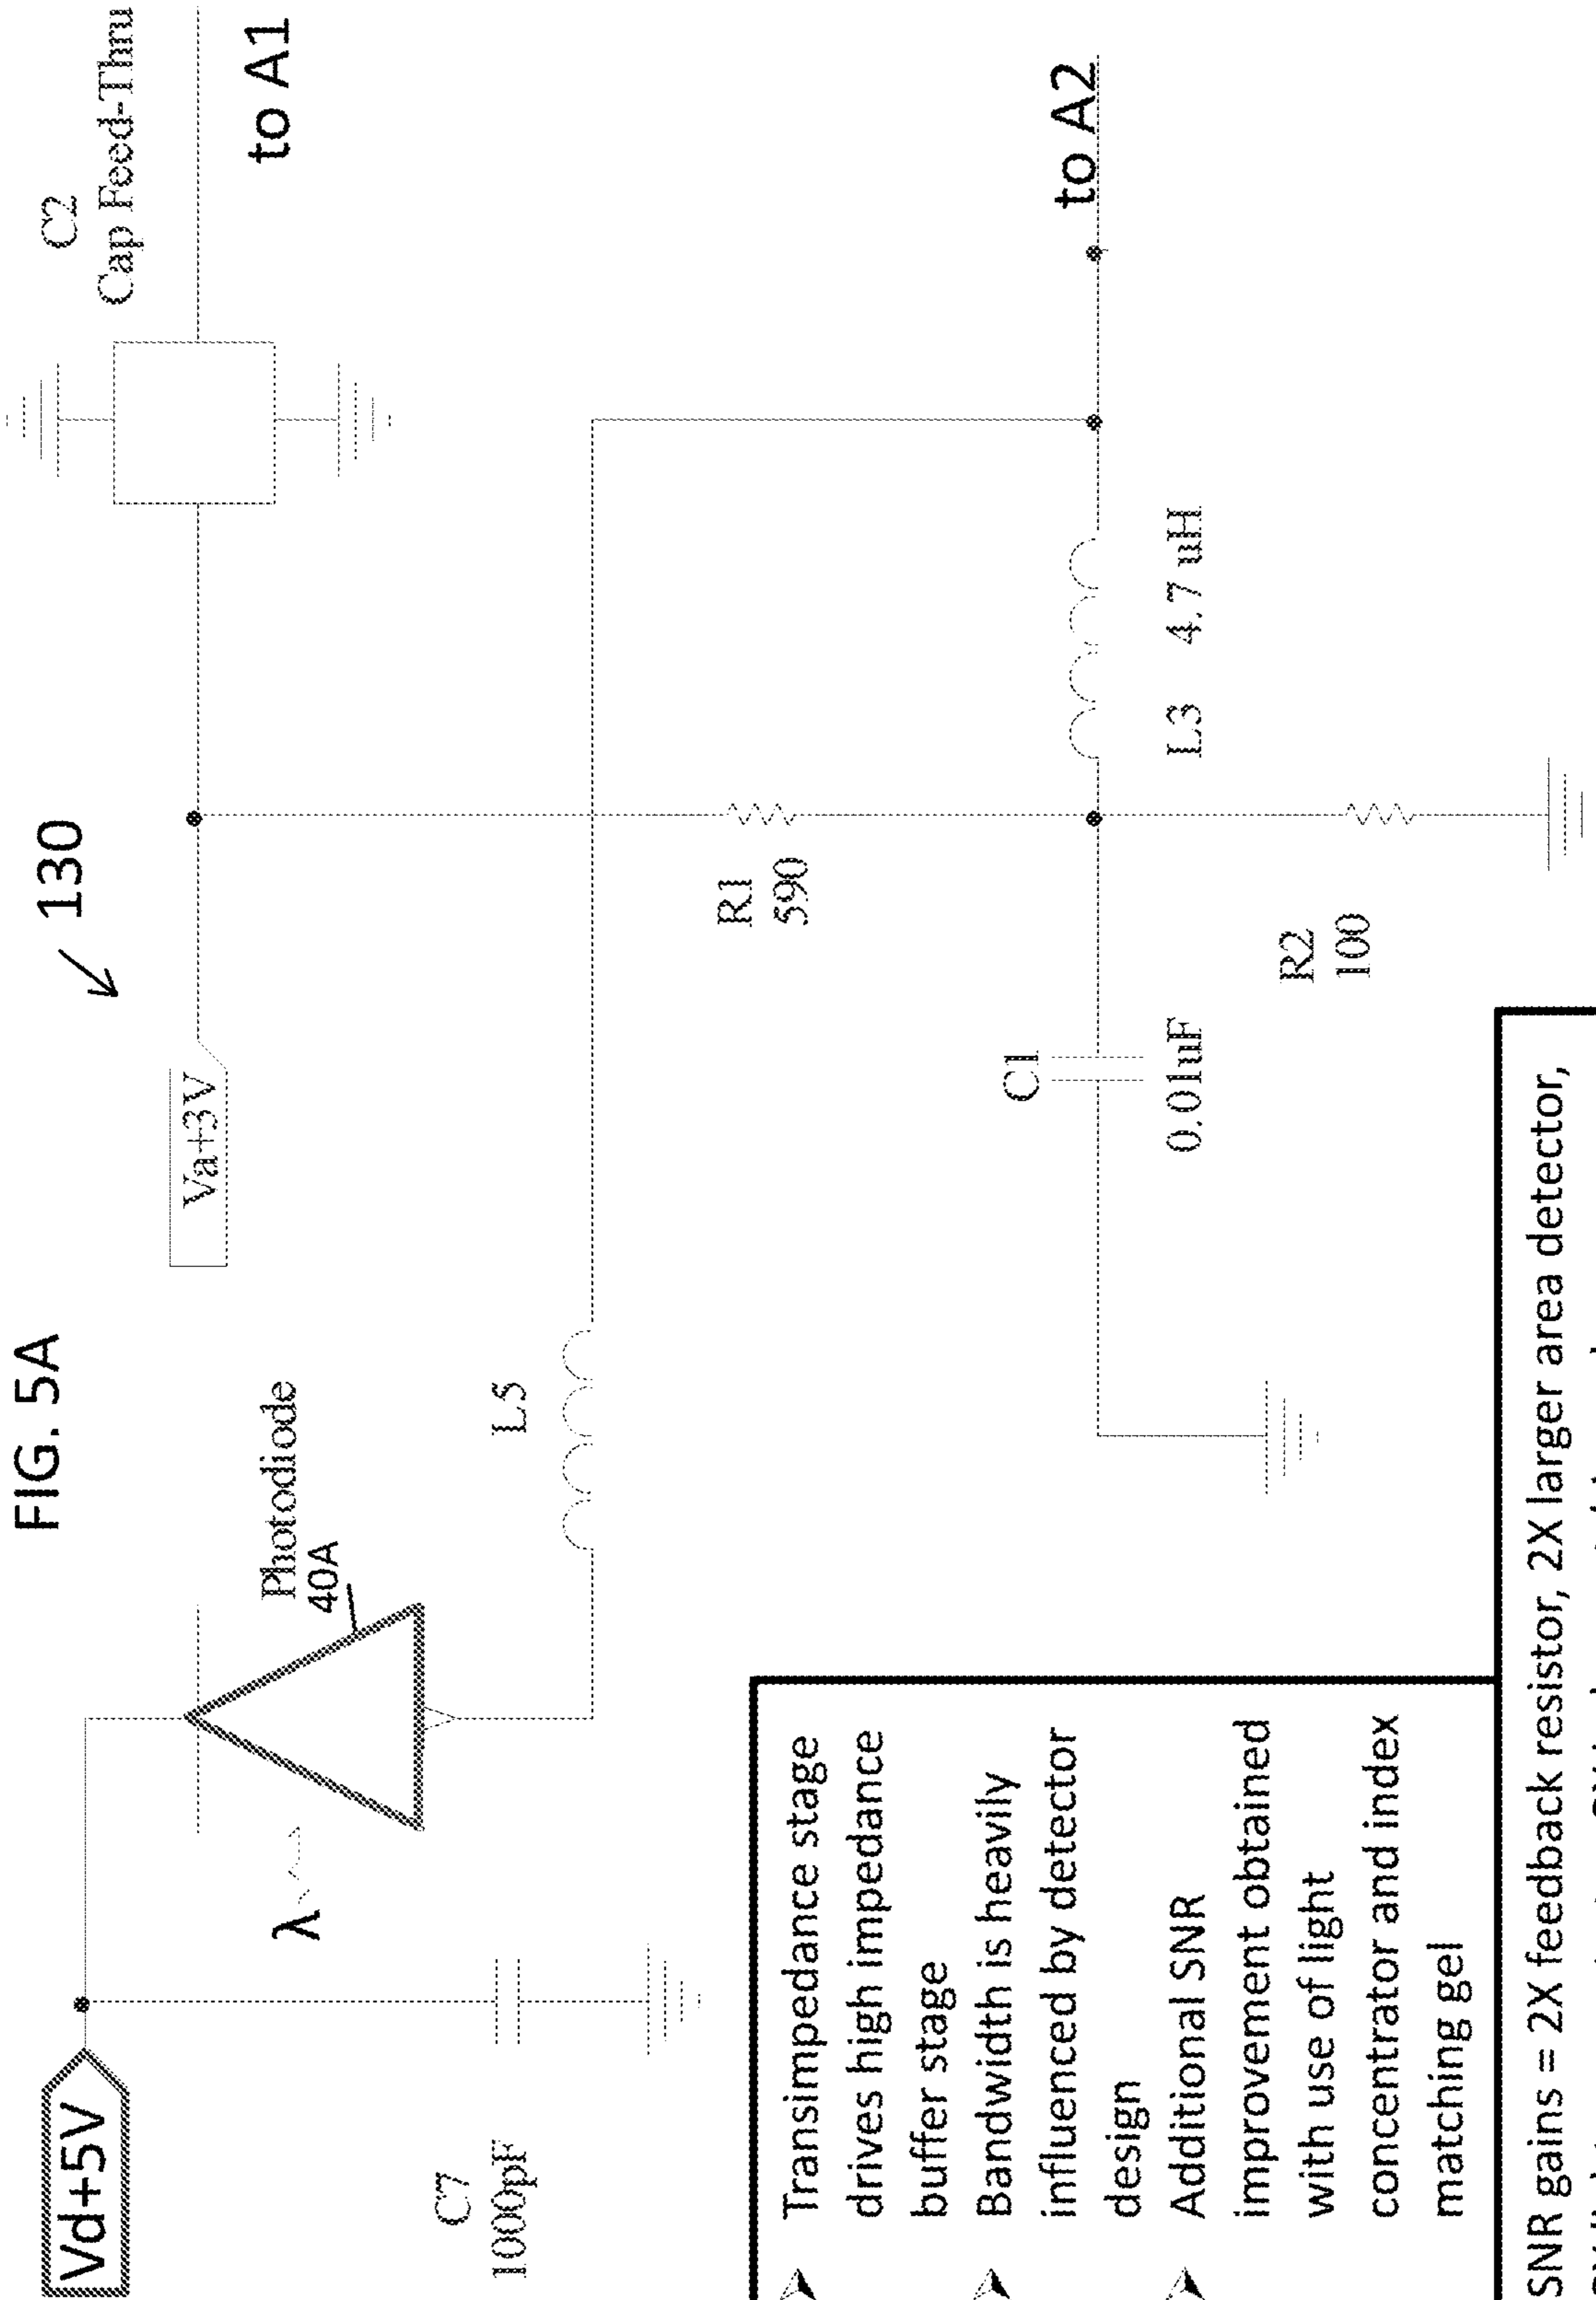 FIG. 5A
130
Vd+5V
C7
1000pF
λ
Photodiode
40A
L5
Va+3V
C2
Cap Feed-Thru
to A1
R1
590
C1
0.01uF
L3 4.7 uH
to A2
R2
100
➤ Transimpedance stage
drives high impedance
buffer stage
➤ Bandwidth is heavily
influenced by detector
design
➤ Additional SNR
improvement obtained
with use of light
concentrator and index
matching gel
SNR gains = 2X feedback resistor, 2X larger area detector,